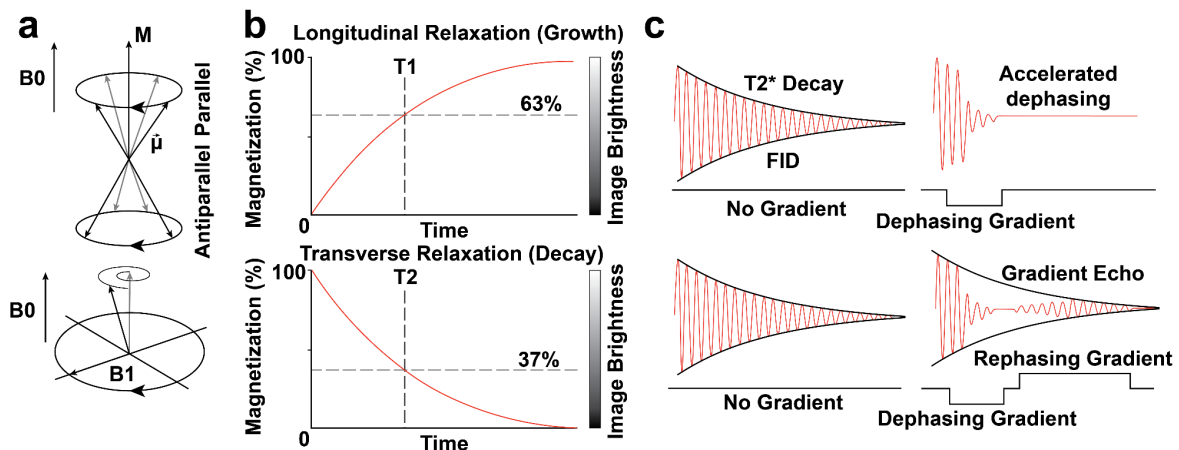 a
B0
M
μ
Antiparallel Parallel
B0
B1
b
Longitudinal Relaxation (Growth)
100
T1
63%
Magnetization (%)
0
Time
Image Brightness
Transverse Relaxation (Decay)
100
T2
37%
Magnetization (%)
0
Time
Image Brightness
c
T2* Decay
FID
No Gradient
Accelerated
dephasing
Dephasing Gradient
No Gradient
Gradient Echo
Rephasing Gradient
Dephasing Gradient